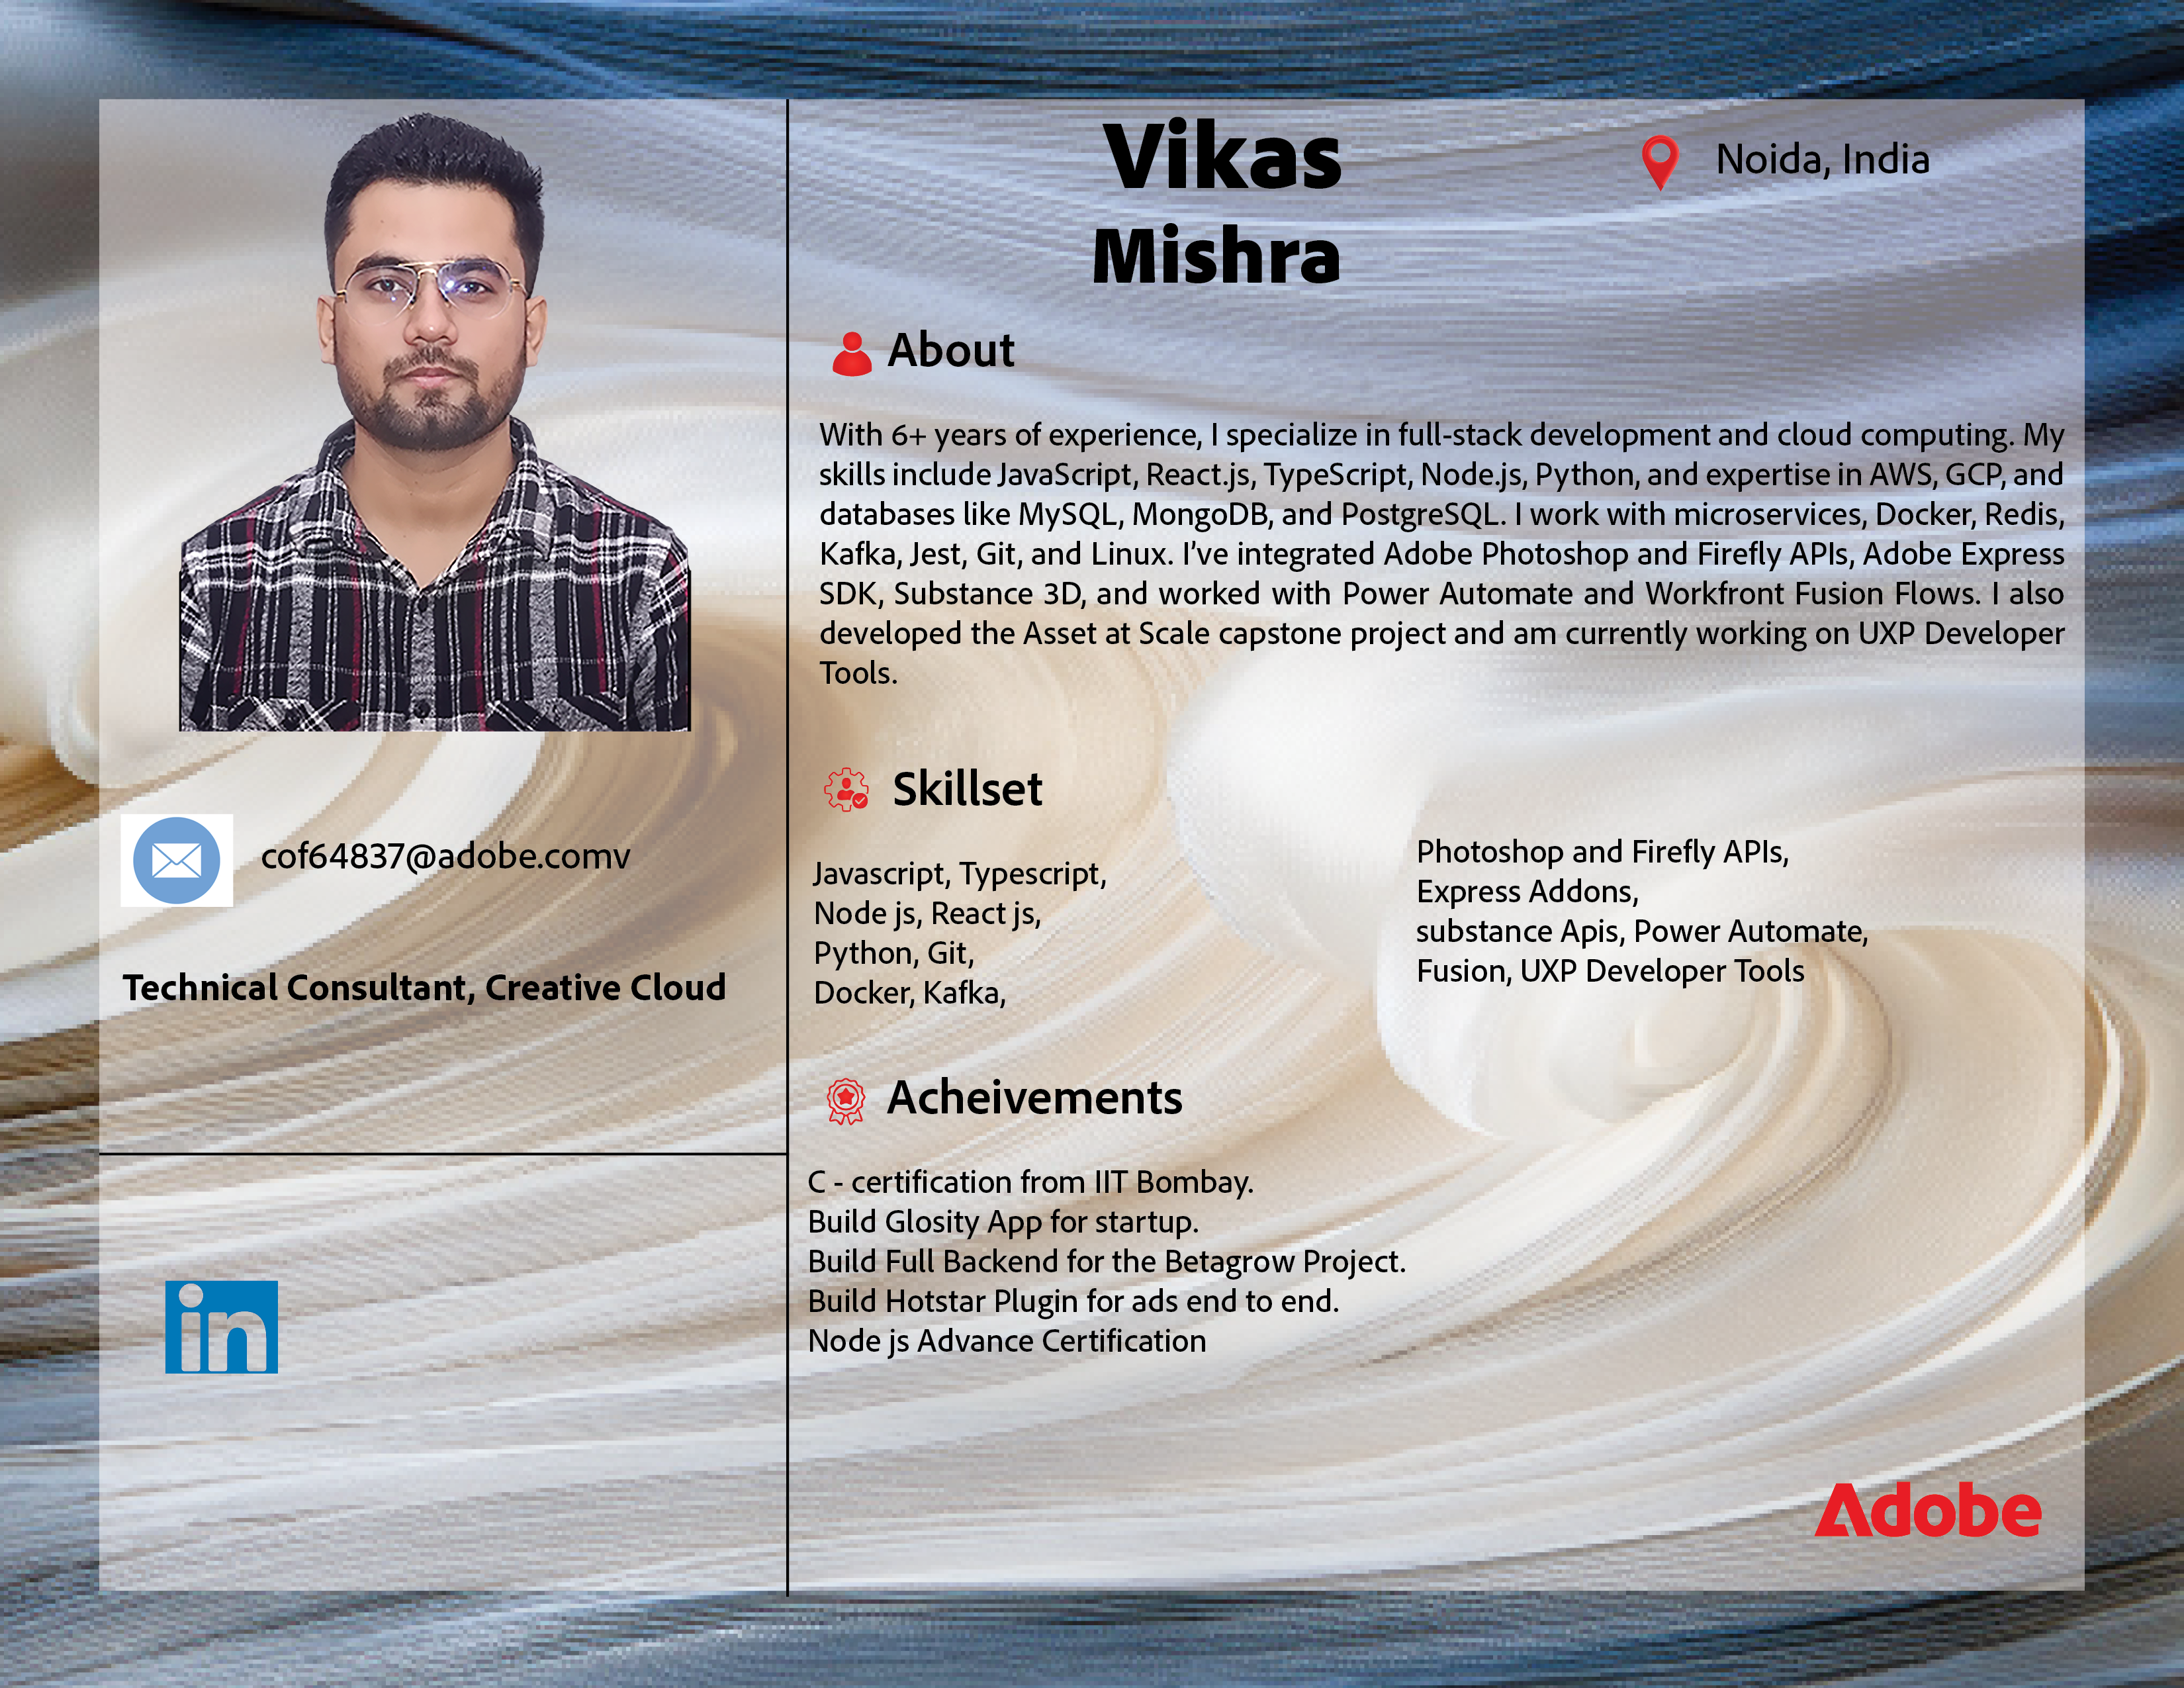 Vikas
Mishra
Noida, India
About
With 6+ years of experience, I specialize in full-stack development and cloud computing. My
skills include JavaScript, React.js, TypeScript, Node.js, Python, and expertise in AWS, GCP, and
databases like MySQL, MongoDB, and PostgreSQL. I work with microservices, Docker, Redis,
Kafka, Jest, Git, and Linux. I've integrated Adobe Photoshop and Firefly APIs, Adobe Express
SDK, Substance 3D, and worked with Power Automate and Workfront Fusion Flows. I also
developed the Asset at Scale capstone project and am currently working on UXP Developer
Tools.
cof64837@adobe.comv
Technical Consultant, Creative Cloud
in
Skillset
Javascript, Typescript,
Node js, React js,
Python, Git,
Docker, Kafka,
Photoshop and Firefly APIs,
Express Addons,
substance Apis, Power Automate,
Fusion, UXP Developer Tools
Acheivements
C - certification from IIT Bombay.
Build Glosity App for startup.
Build Full Backend for the Betagrow Project.
Build Hotstar Plugin for ads end to end.
Node js Advance Certification
Adobe